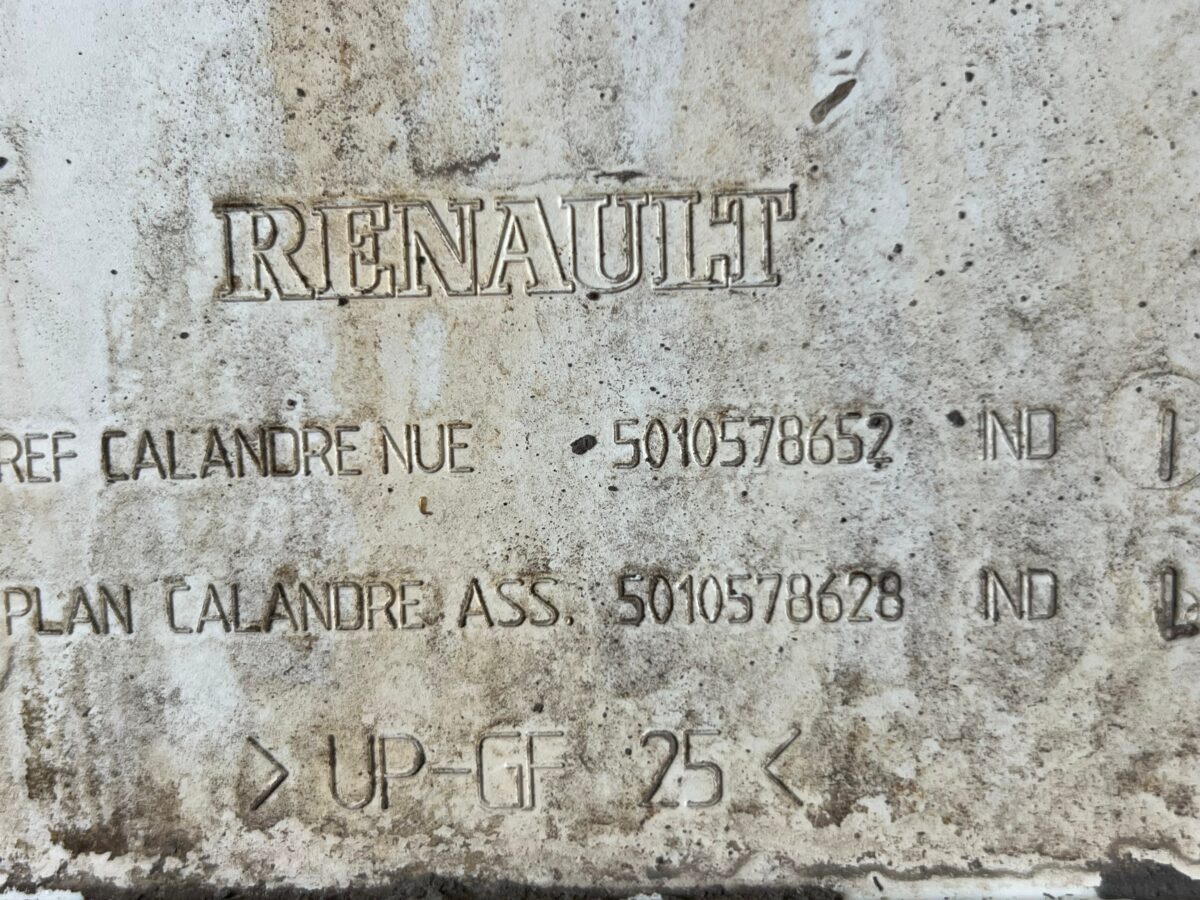 RENAULT
REF CALANDRE NUE 5010578652 IND I
PLAN CALANDRE ASS. 5010578628 IND
>UP-GF 25<